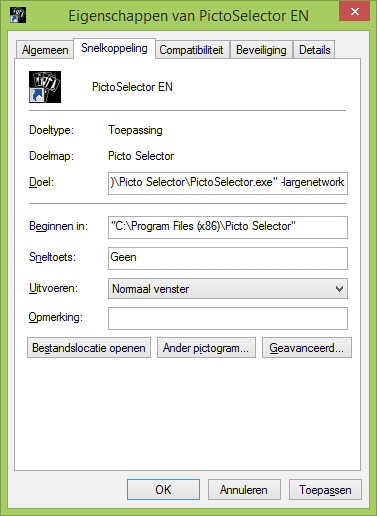 Eigenschappen van PictoSelector EN
Algemeen Snelkoppeling Compatibiliteit Beveiliging Details
PictoSelector EN
Doeltype: Toepassing
Doelmap: Picto Selector
Doel: )\Picto Selector\PictoSelector.exe" -largenetwork
Beginnen in: "C:\Program Files (x86)\Picto Selector"
Sneltoets: Geen
Uitvoeren: Normaal venster
Opmerking:
Bestandslocatie openen Ander pictogram... Geavanceerd...
OK Annuleren Toepassen